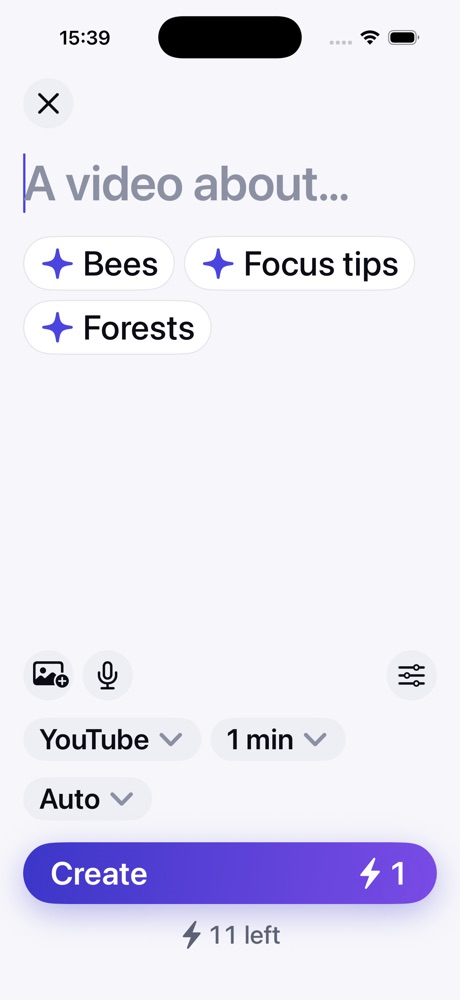 15:39
A video about...
Bees
Focus tips
Forests
YouTube
1 min
Auto
Create
1
11 left